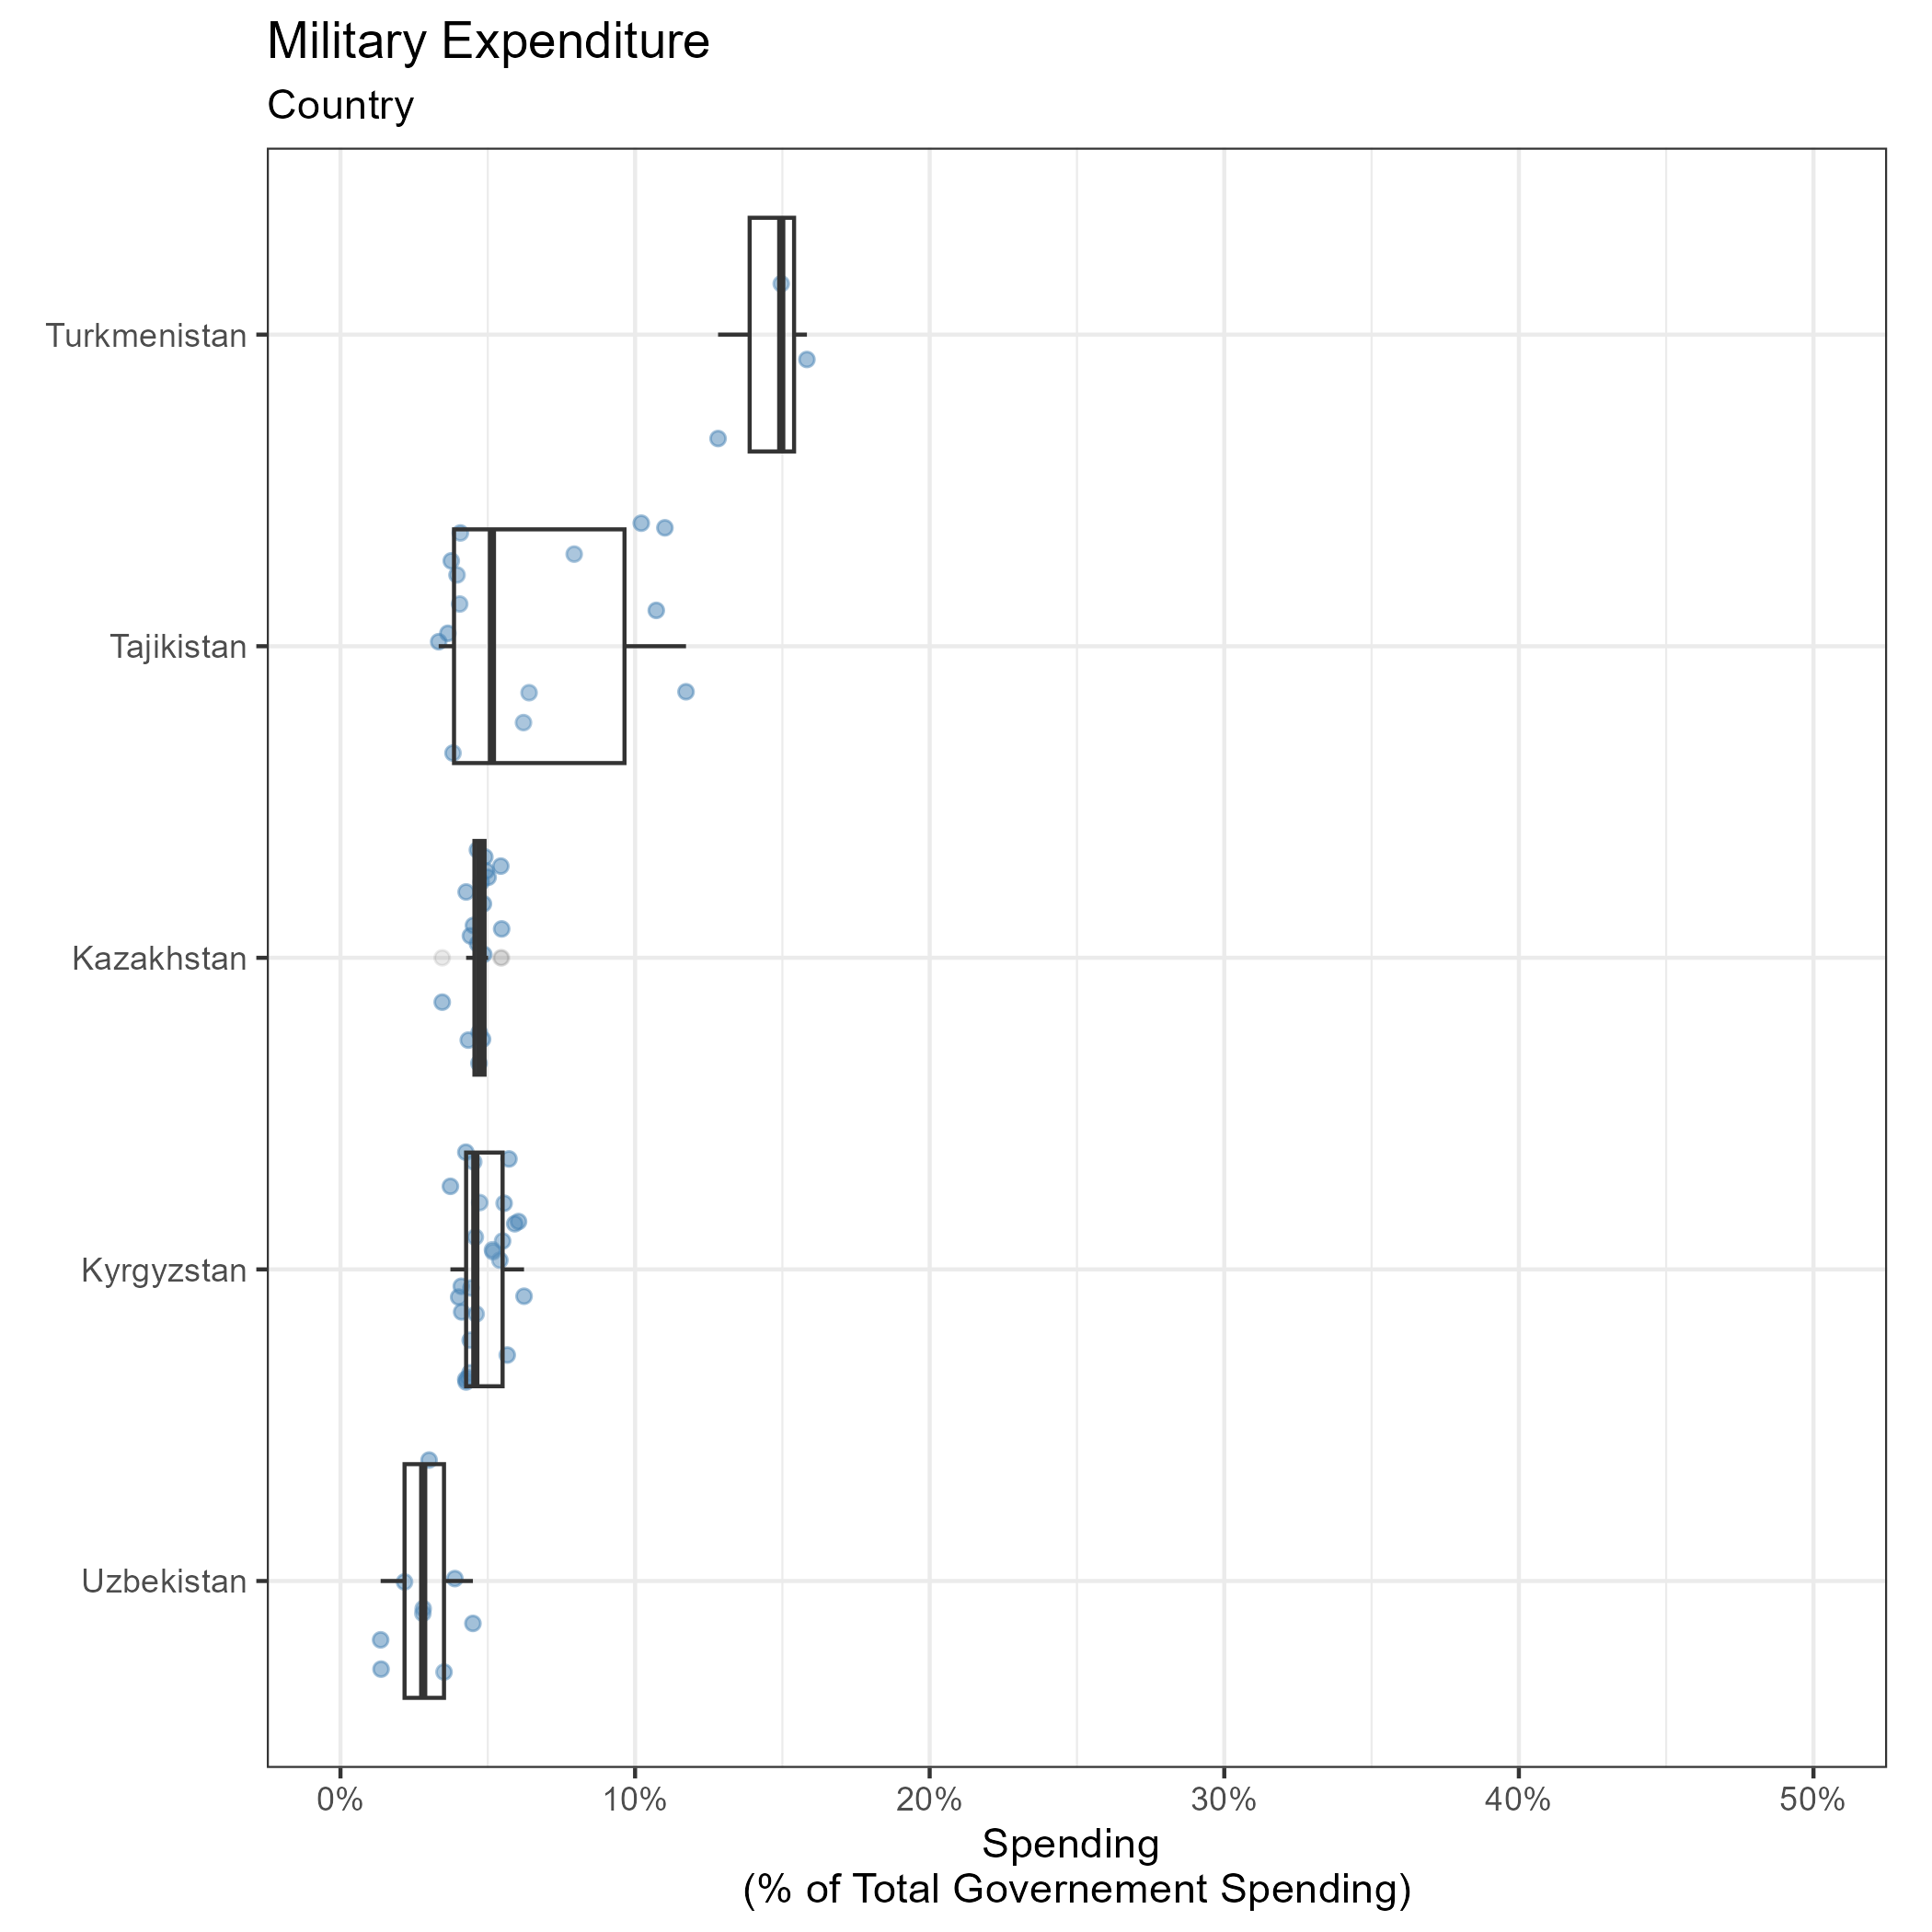 Military Expenditure
Country
Turkmenistan
Tajikistan
Kazakhstan
Kyrgyzstan
Uzbekistan
0% 10% 20% 30% 40% 50%
Spending
(% of Total Governement Spending)